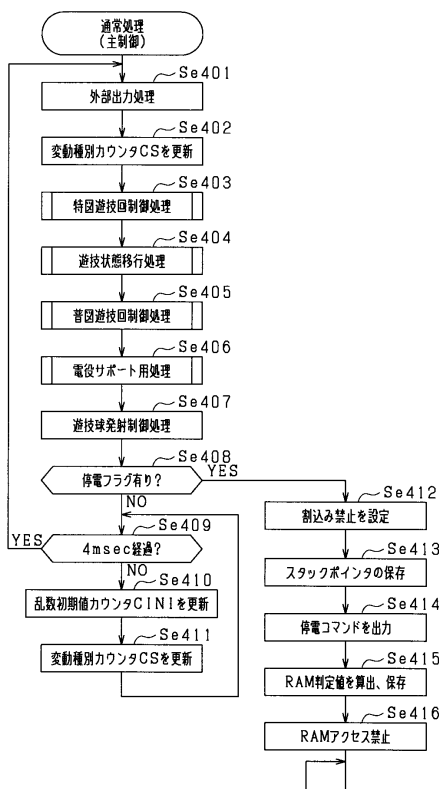 通常処理
(主制御)
Se401
外部出力処理
Se402
変動種別カウンタCSを更新
Se403
特図遊技回制御処理
Se404
遊技状態移行処理
Se405
普図遊技回制御処理
Se406
電役サポート用処理
Se407
遊技球発射制御処理
Se408
停電フラグ有り?
YES
NO
Se409
YES
4msec経過?
NO
Se410
乱数初期値カウンタCINIを更新
Se411
変動種別カウンタCSを更新
Se412
割込み禁止を設定
Se413
スタックポインタの保存
Se414
停電コマンドを出力
Se415
RAM判定値を算出、保存
Se416
RAMアクセス禁止